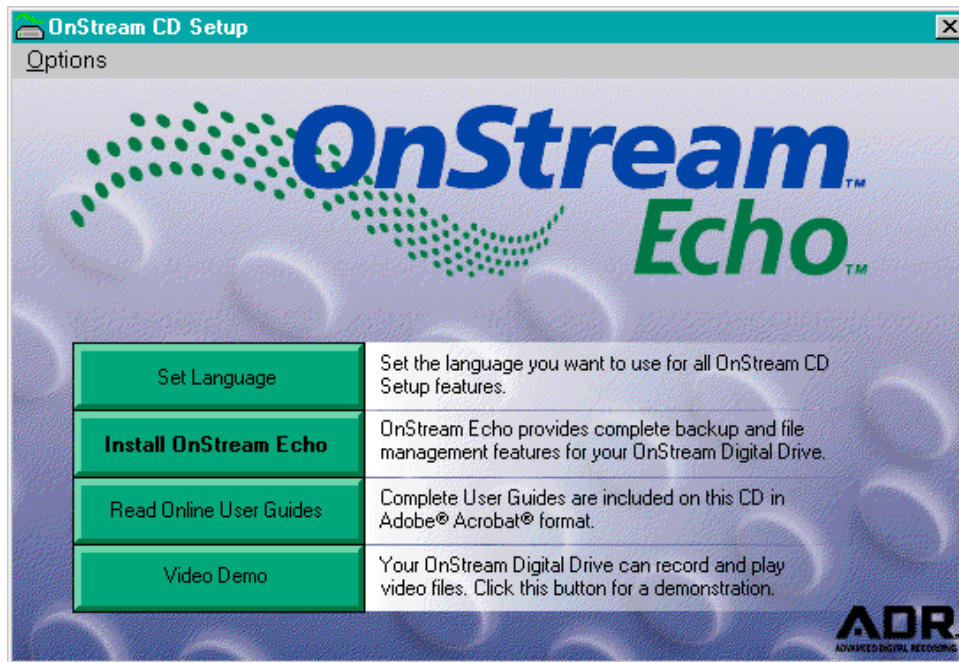 OnStream CD Setup
Options
OnStream™
Echo™
Set Language
Set the language you want to use for all OnStream CD
Setup features.
Install OnStream Echo
OnStream Echo provides complete backup and file
management features for your OnStream Digital Drive.
Read Online User Guides
Complete User Guides are included on this CD in
Adobe® Acrobat® format.
Video Demo
Your OnStream Digital Drive can record and play
video files. Click this button for a demonstration.
ADR
ADVANCED DIGITAL RECORDING